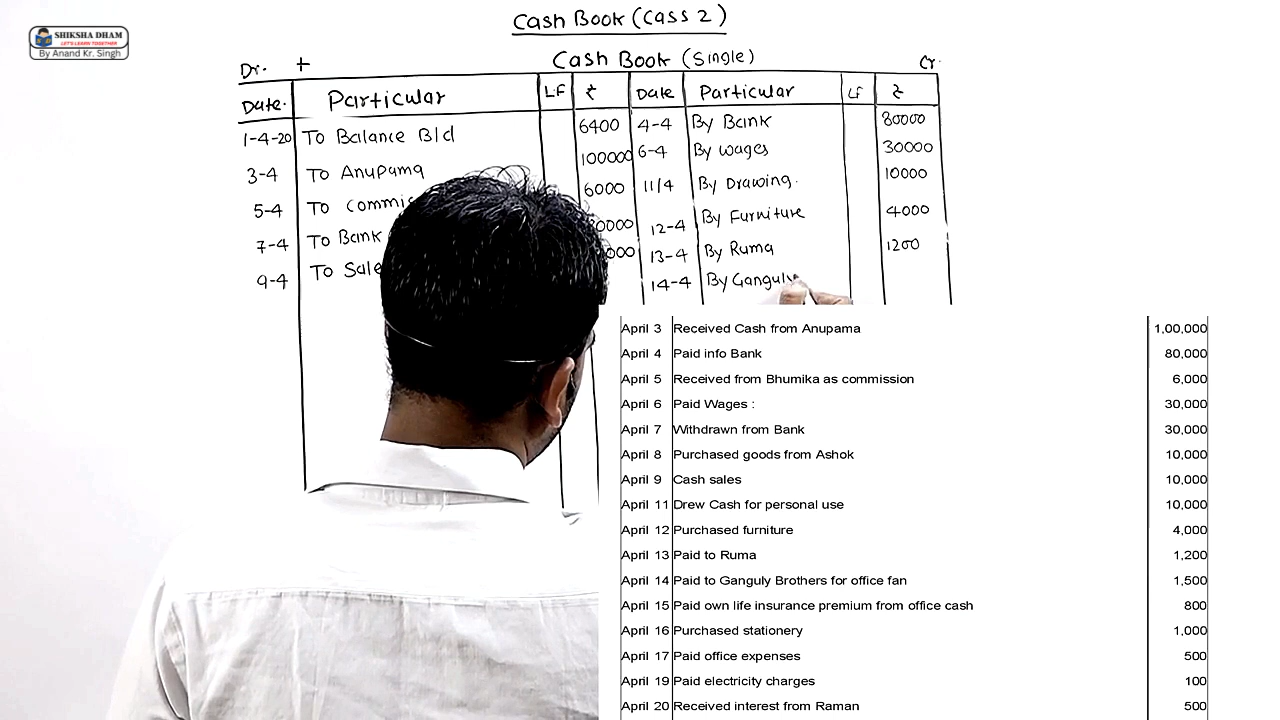 SHIKSHA DHAM
LET'S LEARN TOGETHER
By Anand Kr. Singh
Cash Book (Cass 2)
Cash Book (Single)
Dr. + Cr.
Date. Particular L.F ₹ Date Particular LF ₹
1-4-20 To Balance B/d 6400 4-4 By Bank 80000
3-4 To Anupama 100000 6-4 By wages 30000
5-4 To 6000 11/4 By Drawing. 10000
7-4 To Bank 12-4 By Furniture 4000
9-4 To 13-4 By Ruma 1200
14-4 By Ganguly
April 3 Received Cash from Anupama 1,00,000
April 4 Paid info Bank 80,000
April 5 Received from Bhumika as commission 6,000
April 6 Paid Wages : 30,000
April 7 Withdrawn from Bank 30,000
April 8 Purchased goods from Ashok 10,000
April 9 Cash sales 10,000
April 11 Drew Cash for personal use 10,000
April 12 Purchased furniture 4,000
April 13 Paid to Ruma 1,200
April 14 Paid to Ganguly Brothers for office fan 1,500
April 15 Paid own life insurance premium from office cash 800
April 16 Purchased stationery 1,000
April 17 Paid office expenses 500
April 19 Paid electricity charges 100
April 20 Received interest from Raman 500